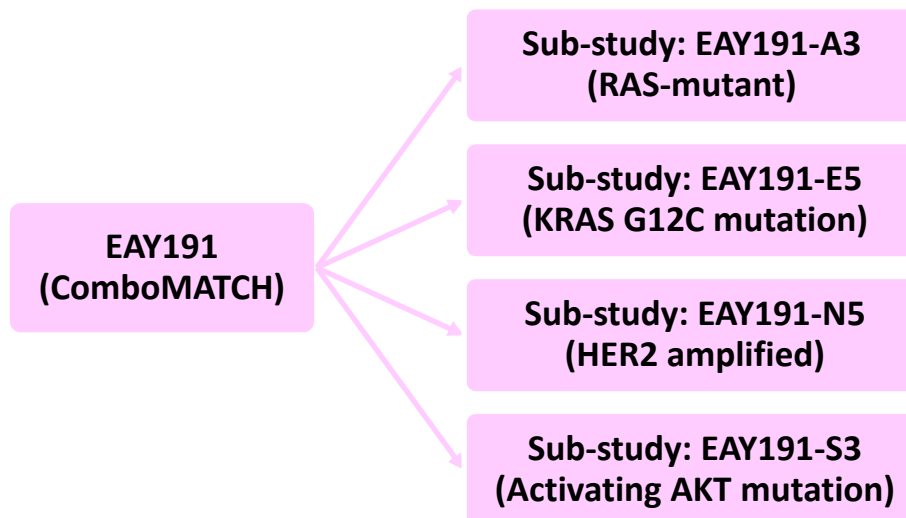 Sub-study: EAY191-A3
(RAS-mutant)
Sub-study: EAY191-E5
(KRAS G12C mutation)
EAY191
(ComboMATCH)
Sub-study: EAY191-N5
(HER2 amplified)
Sub-study: EAY191-S3
(Activating AKT mutation)